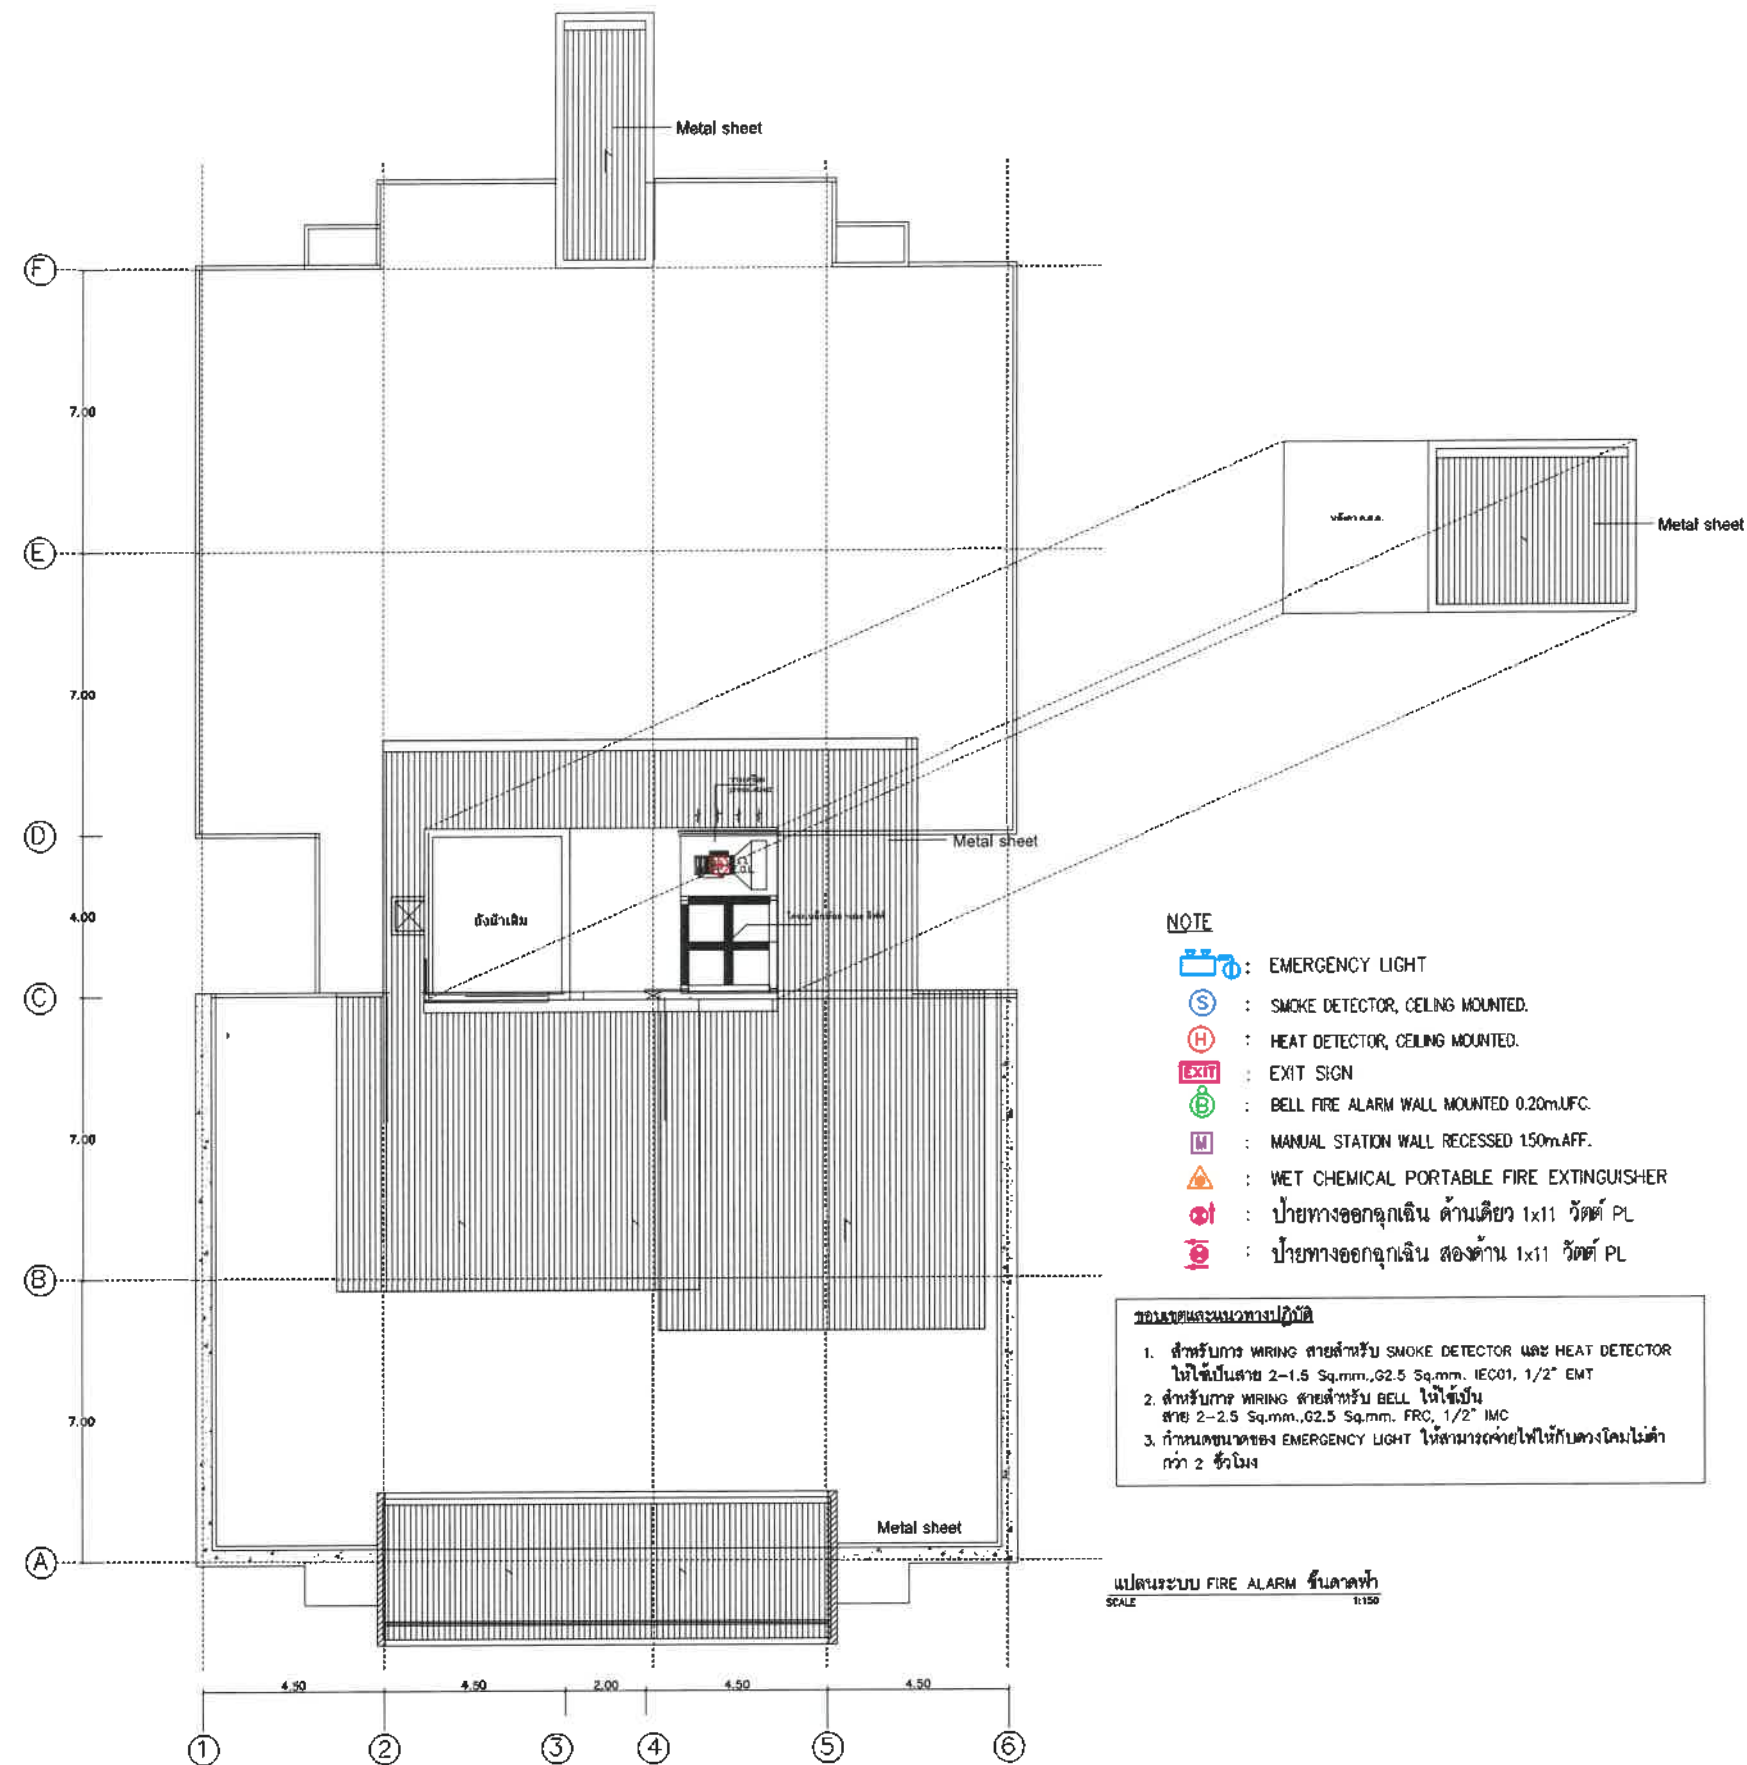 Metal sheet
F
7.00
E
Metal sheet
7.00
D
Metal sheet
4.00
ถังน้ำเดิม
C
NOTE
: EMERGENCY LIGHT
S : SMOKE DETECTOR, CEILING MOUNTED.
H : HEAT DETECTOR, CEILING MOUNTED.
EXIT : EXIT SIGN
B : BELL FIRE ALARM WALL MOUNTED 0.20m.UFC.
M : MANUAL STATION WALL RECESSED 1.50m.AFF.
: WET CHEMICAL PORTABLE FIRE EXTINGUISHER
: ป้ายทางออกฉุกเฉิน ด้านเดียว 1x11 วัตต์ PL
: ป้ายทางออกฉุกเฉิน สองด้าน 1x11 วัตต์ PL
7.00
B
ขอบเขตและแนวทางปฏิบัติ
1. สำหรับการ WIRING สายสำหรับ SMOKE DETECTOR และ HEAT DETECTOR
ให้ใช้เป็นสาย 2-1.5 Sq.mm.,G2.5 Sq.mm. IEC01, 1/2" EMT
2. สำหรับการ WIRING สายสำหรับ BELL ให้ใช้เป็น
สาย 2-2.5 Sq.mm.,G2.5 Sq.mm. FRC, 1/2" IMC
3. กำหนดขนาดของ EMERGENCY LIGHT ให้สามารถจ่ายไฟให้กับดวงโคมไม่ต่ำ
กว่า 2 ชั่วโมง
7.00
Metal sheet
A
แปลนระบบ FIRE ALARM ชั้นดาดฟ้า
SCALE 1:150
4.50 4.50 2.00 4.50 4.50
1 2 3 4 5 6